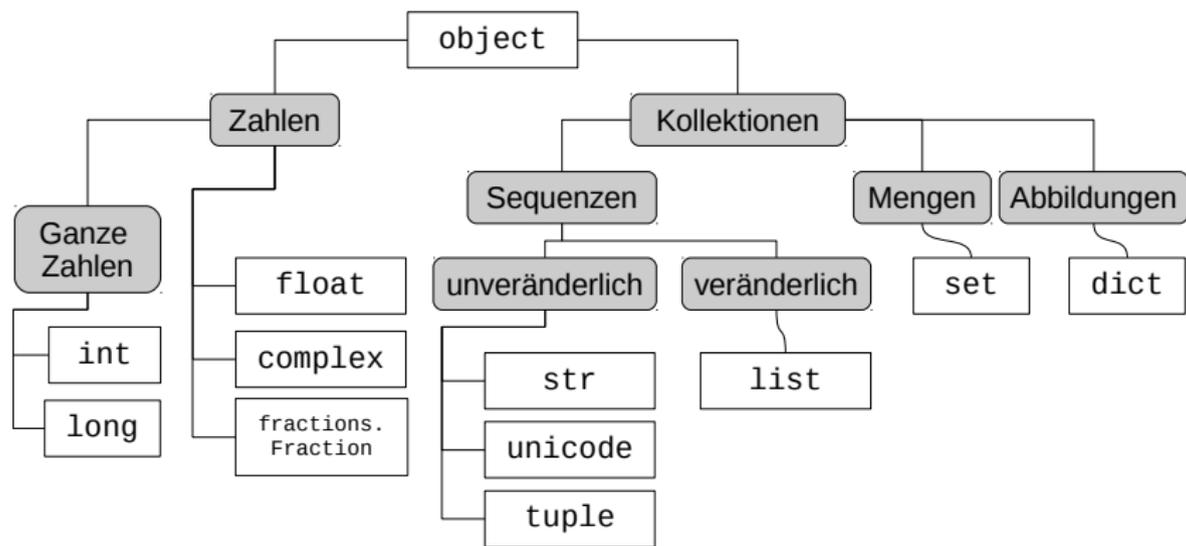 object
Zahlen
Kollektionen
Sequenzen
Mengen
Abbildungen
Ganze
Zahlen
float
unveränderlich
veränderlich
set
dict
int
complex
str
list
long
fractions.
Fraction
unicode
tuple